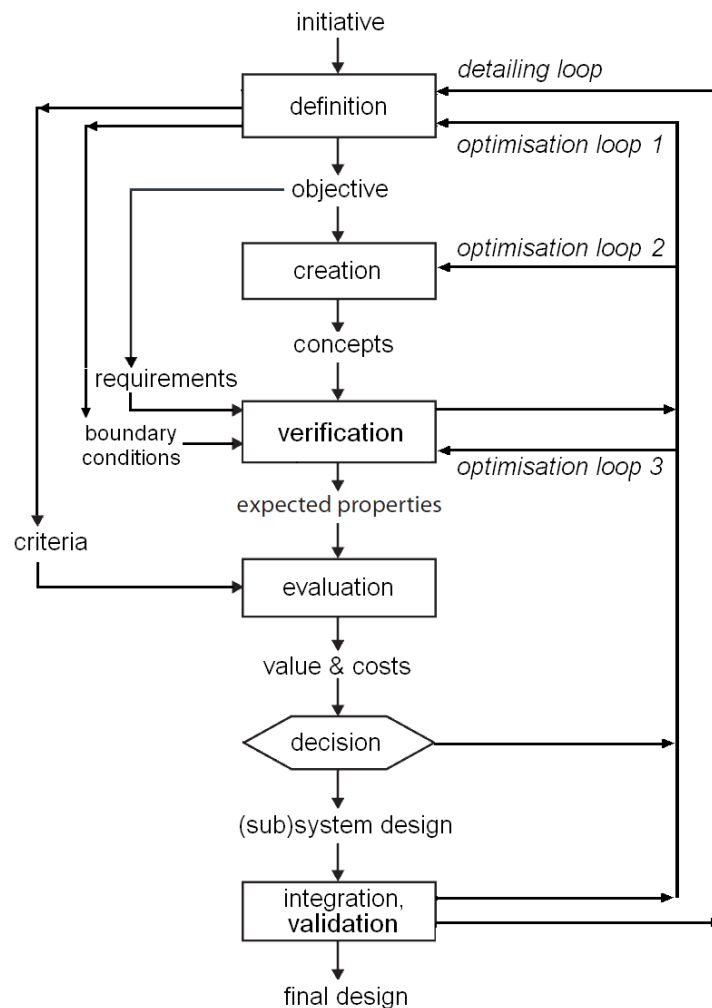 initiative
detailing loop
definition
optimisation loop 1
objective
optimisation loop 2
creation
concepts
requirements
boundary
conditions
verification
optimisation loop 3
expected properties
criteria
evaluation
value & costs
decision
(sub)system design
integration,
validation
final design